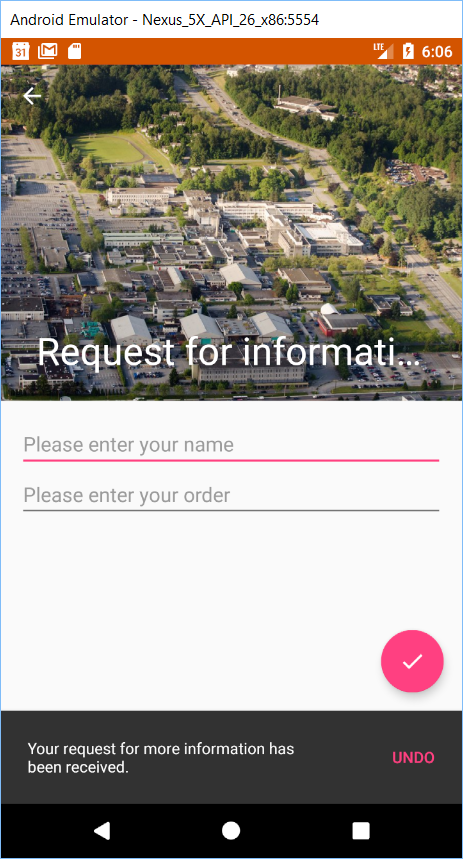 Android Emulator - Nexus_5X_API_26_x86:5554
31 LTE 6:06
Request for informati...
Please enter your name
Please enter your order
Your request for more information has
been received.
UNDO